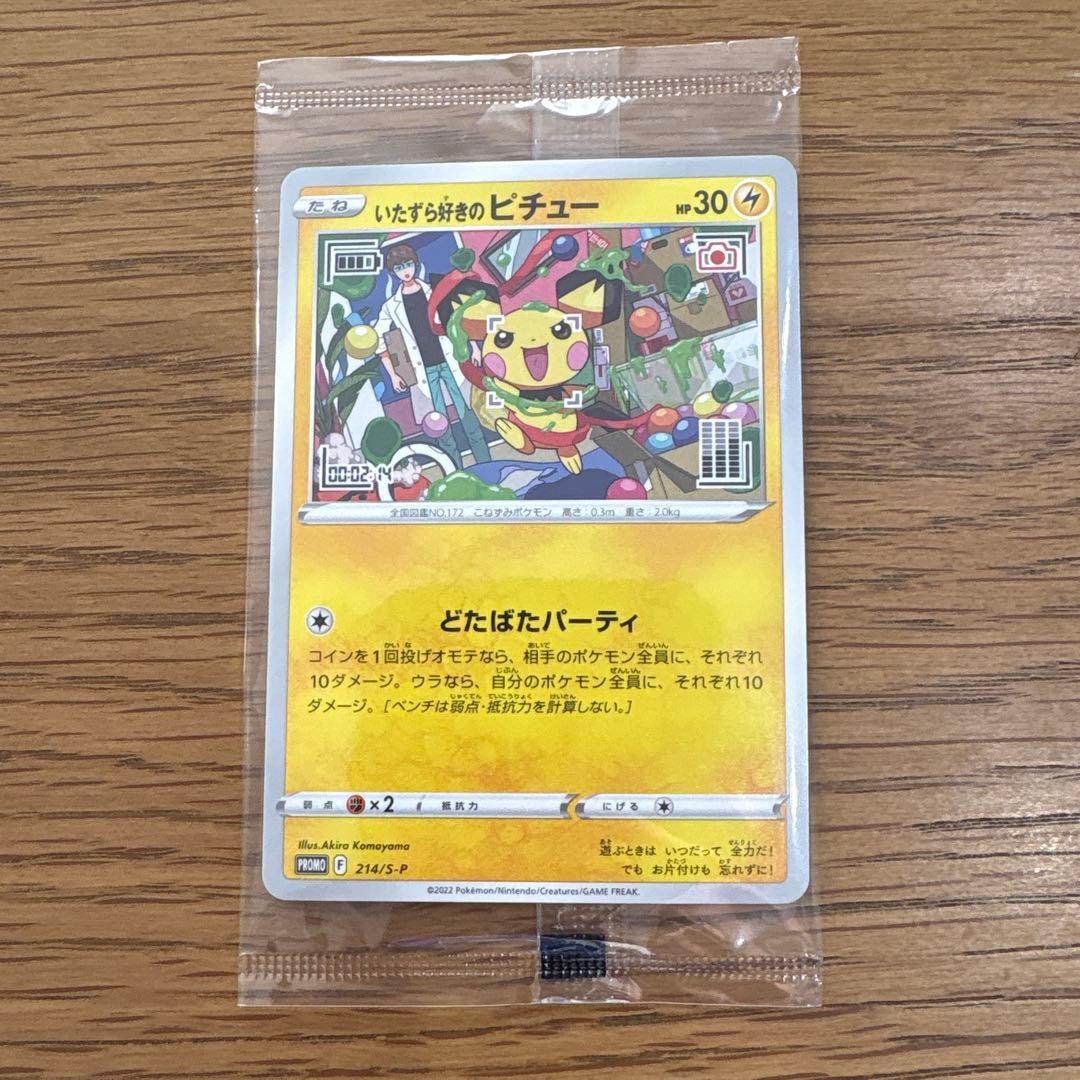 たね いたずら好きのピチュー HP30
00:02:14
全国図鑑NO.172 こねずみポケモン 高さ:0.3m 重さ:2.0kg
どたばたパーティ
コインを1回投げオモテなら、相手のポケモン全員に、それぞれ
10ダメージ。ウラなら、自分のポケモン全員に、それぞれ10
ダメージ。[ベンチは弱点・抵抗力を計算しない。]
弱点 ×2 抵抗力 にげる
Illus.Akira Komayama
PROMO F 214/S-P
遊ぶときは いつだって 全力だ!
でも お片付けも 忘れずに!
©2022 Pokémon/Nintendo/Creatures/GAME FREAK.